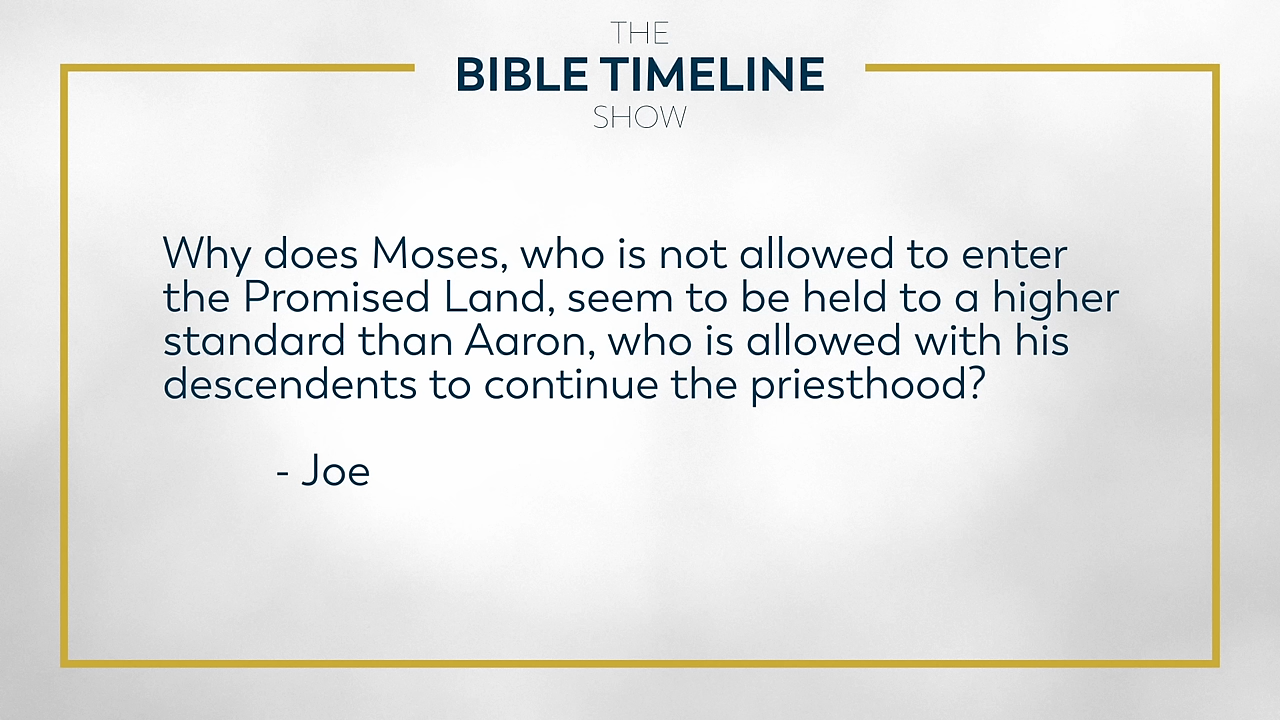 THE
BIBLE TIMELINE
SHOW
Why does Moses, who is not allowed to enter
the Promised Land, seem to be held to a higher
standard than Aaron, who is allowed with his
descendents to continue the priesthood?
- Joe